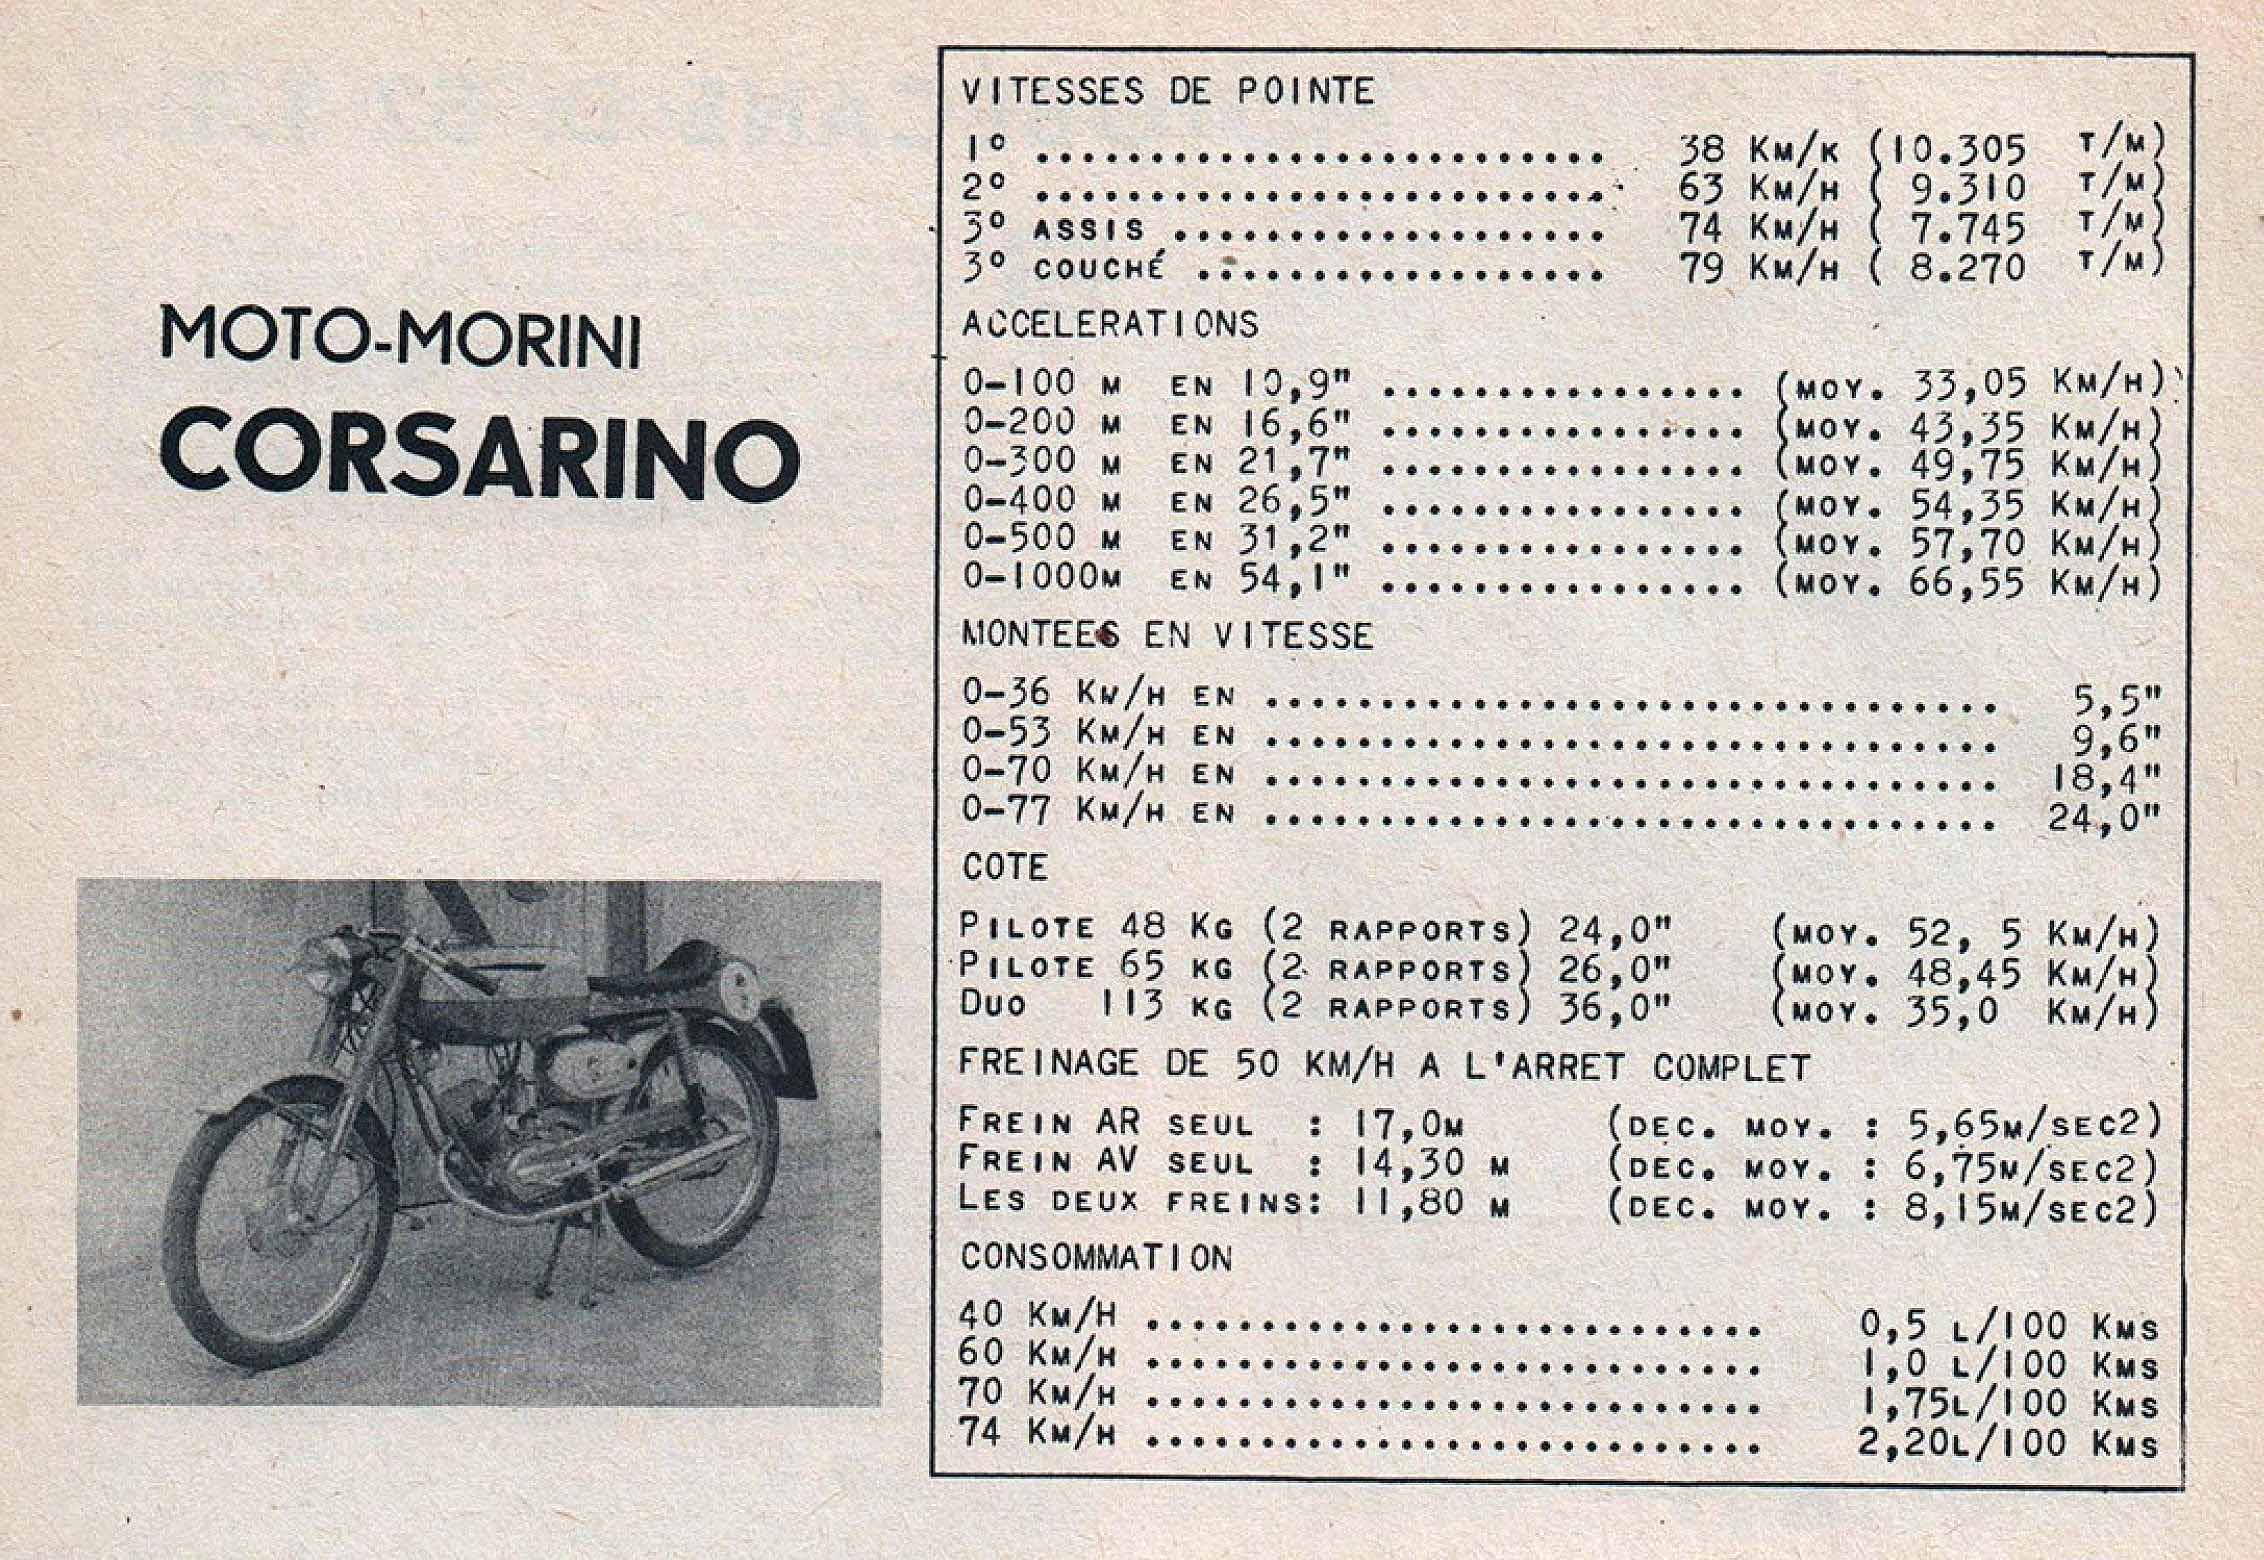 MOTO-MORINI
CORSARINO
VITESSES DE POINTE
1º .......................... 38 KM/K (10.305 T/M)
2º .......................... 63 KM/H ( 9.310 T/M)
3º ASSIS ................... 74 KM/H ( 7.745 T/M)
3º COUCHÉ .................. 79 KM/H ( 8.270 T/M)
ACCELERATIONS
0-100 M EN 10,9" ................ (MOY. 33,05 KM/H)
0-200 M EN 16,6" ................ (MOY. 43,35 KM/H)
0-300 M EN 21,7" ................ (MOY. 49,75 KM/H)
0-400 M EN 26,5" ................ (MOY. 54,35 KM/H)
0-500 M EN 31,2" ................ (MOY. 57,70 KM/H)
0-1000M EN 54,1" ................ (MOY. 66,55 KM/H)
MONTEES EN VITESSE
0-36 KM/H EN ................................ 5,5"
0-53 KM/H EN ................................ 9,6"
0-70 KM/H EN ................................ 18,4"
0-77 KM/H EN ................................ 24,0"
COTE
PILOTE 48 KG (2 RAPPORTS) 24,0" (MOY. 52, 5 KM/H)
PILOTE 65 KG (2 RAPPORTS) 26,0" (MOY. 48,45 KM/H)
DUO 113 KG (2 RAPPORTS) 36,0" (MOY. 35,0 KM/H)
FREINAGE DE 50 KM/H A L'ARRET COMPLET
FREIN AR SEUL : 17,0M (DEC. MOY. : 5,65M/SEC2)
FREIN AV SEUL : 14,30 M (DEC. MOY. : 6,75M/SEC2)
LES DEUX FREINS: 11,80 M (DEC. MOY. : 8,15M/SEC2)
CONSOMMATION
40 KM/H ........................... 0,5 L/100 KMS
60 KM/H ........................... 1,0 L/100 KMS
70 KM/H ........................... 1,75L/100 KMS
74 KM/H ........................... 2,20L/100 KMS